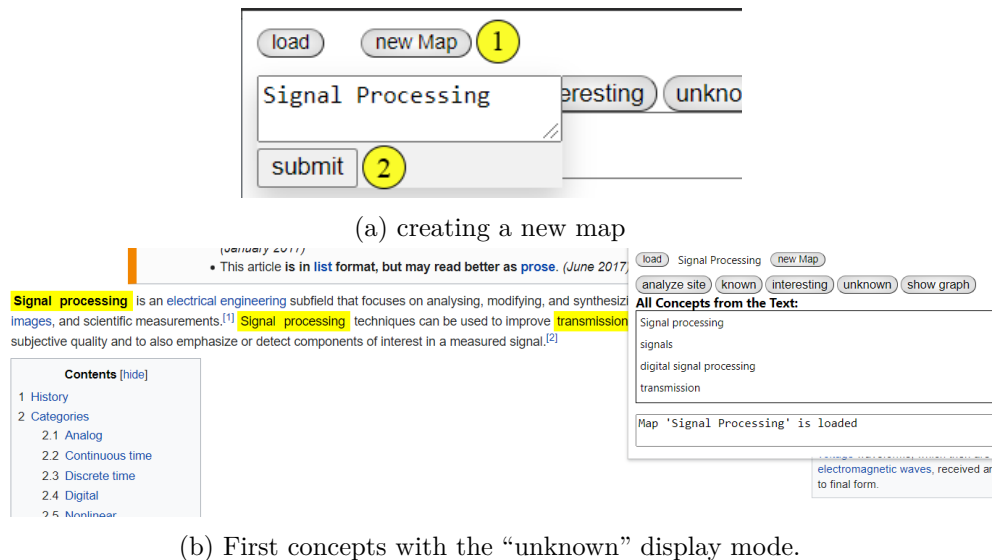 load new Map 1
Signal Processing
eresting unkno
submit 2
(a) creating a new map
(January 2017)
• This article is in list format, but may read better as prose. (June 2017)
Signal processing is an electrical engineering subfield that focuses on analysing, modifying, and synthesizi
images, and scientific measurements.[1] Signal processing techniques can be used to improve transmission
subjective quality and to also emphasize or detect components of interest in a measured signal.[2]
Contents [hide]
1 History
2 Categories
2.1 Analog
2.2 Continuous time
2.3 Discrete time
2.4 Digital
2.5 Nonlinear
load Signal Processing new Map
analyze site known interesting unknown show graph
All Concepts from the Text:
Signal processing
signals
digital signal processing
transmission
Map 'Signal Processing' is loaded
electromagnetic waves, received an
to final form.
(b) First concepts with the “unknown” display mode.